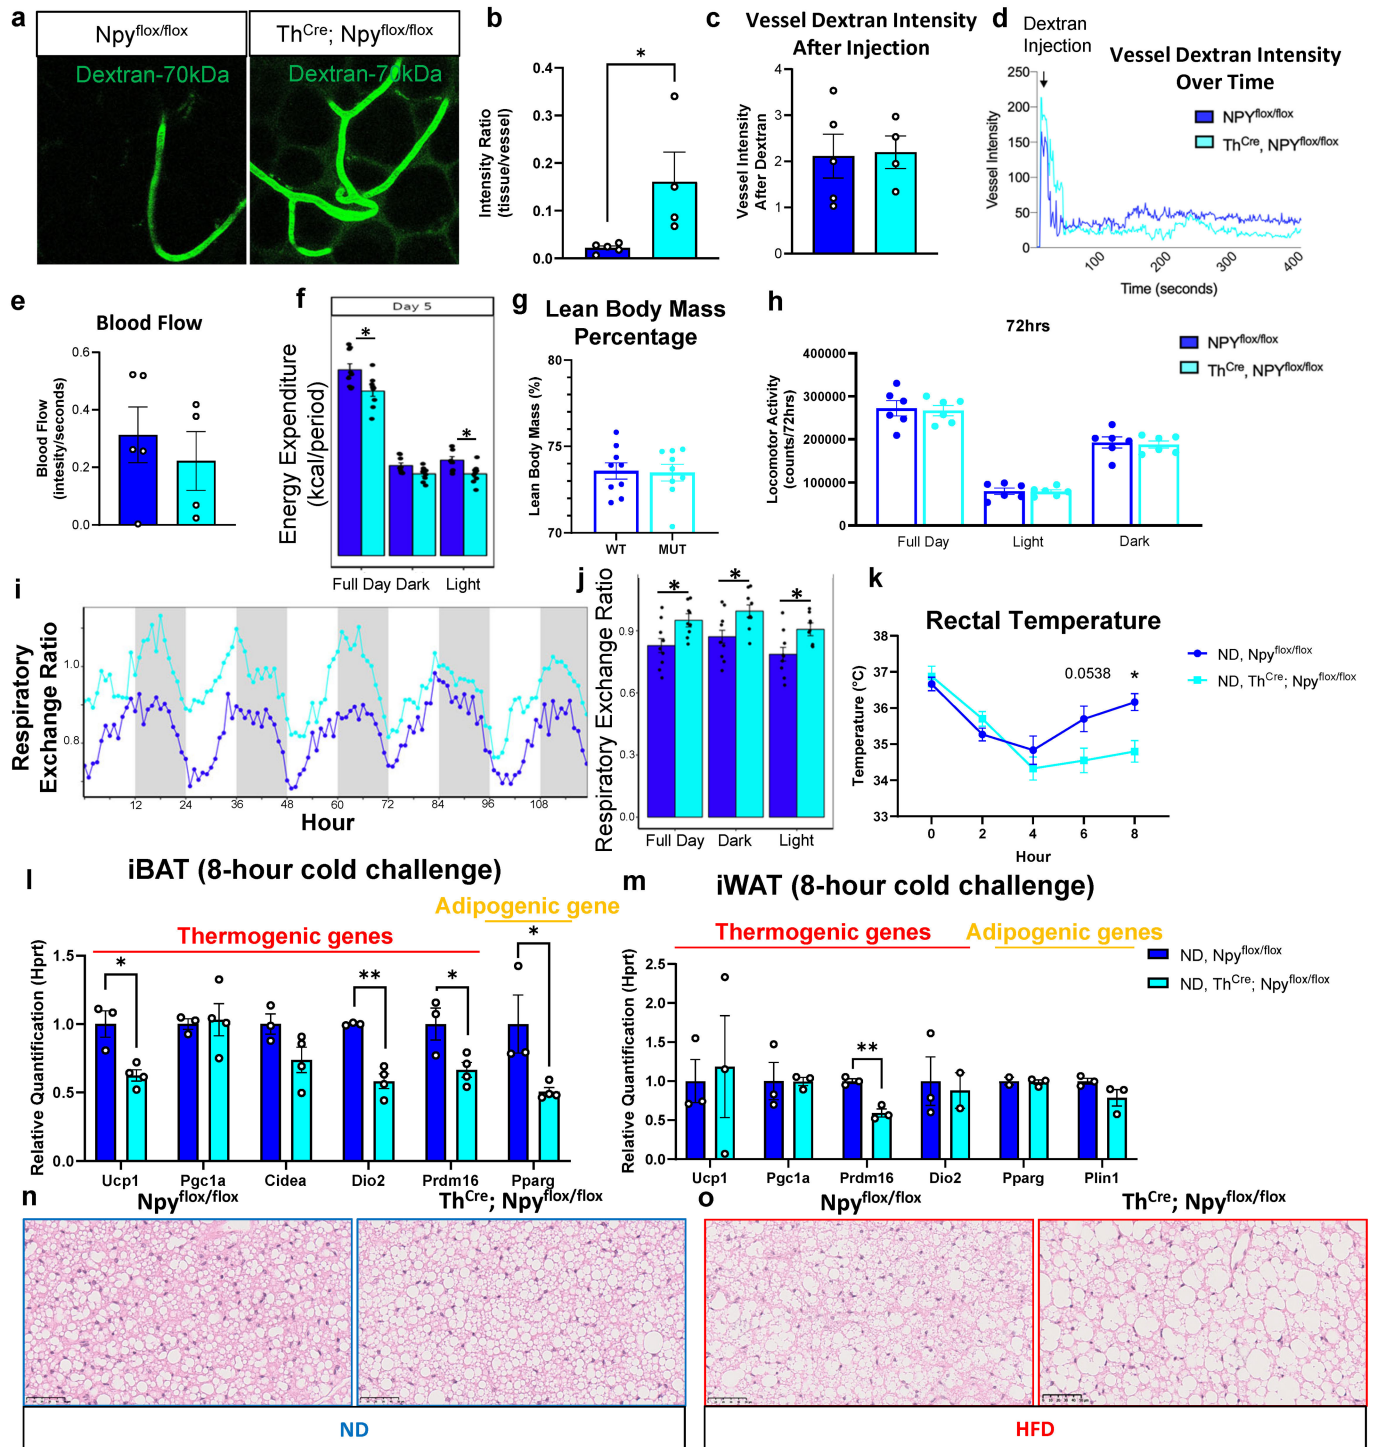 a
Npyflox/flox
ThCre; Npyflox/flox
Dextran-70kDa
Dextran-70kDa
b
*
Intensity Ratio
(tissue/vessel)
0.4
0.3
0.2
0.1
0.0
c
Vessel Dextran Intensity
After Injection
Vessel Intensity
After Dextran
4
3
2
1
0
d
Dextran
Injection
Vessel Dextran Intensity
Over Time
NPYflox/flox
ThCre, NPYflox/flox
Vessel Intensity
250
200
150
100
50
0
100
200
300
400
Time (seconds)
e
Blood Flow
Blood Flow
(intesity/seconds)
0.6
0.4
0.2
0.0
f
Day 5
*
*
Energy Expenditure
(kcal/period)
Full Day
Dark
Light
g
Lean Body Mass
Percentage
Lean Body Mass (%)
80
75
70
WT
MUT
h
72hrs
NPYflox/flox
ThCre, NPYflox/flox
Locomotor Activity
(counts/72hrs)
400000
300000
200000
100000
0
Full Day
Light
Dark
i
Respiratory
Exchange Ratio
1.0
0.8
12
24
36
48
60
72
84
96
108
Hour
j
Respiratory Exchange Ratio
*
*
*
0.9
0.6
0.3
0.0
Full Day
Dark
Light
k
Rectal Temperature
ND, Npyflox/flox
ND, ThCre; Npyflox/flox
0.0538
*
Temperature (°C)
38
37
36
35
34
33
0
2
4
6
8
Hour
l
iBAT (8-hour cold challenge)
Adipogenic gene
Thermogenic genes
*
**
*
*
Relative Quantification (Hprt)
1.5
1.0
0.5
0.0
Ucp1
Pgc1a
Cidea
Dio2
Prdm16
Pparg
m
iWAT (8-hour cold challenge)
Thermogenic genes
Adipogenic genes
ND, Npyflox/flox
ND, ThCre; Npyflox/flox
**
Relative Quantification (Hprt)
2.5
2.0
1.5
1.0
0.5
0.0
Ucp1
Pgc1a
Prdm16
Dio2
Pparg
Plin1
n
Npyflox/flox
ThCre; Npyflox/flox
ND
o
Npyflox/flox
ThCre; Npyflox/flox
HFD